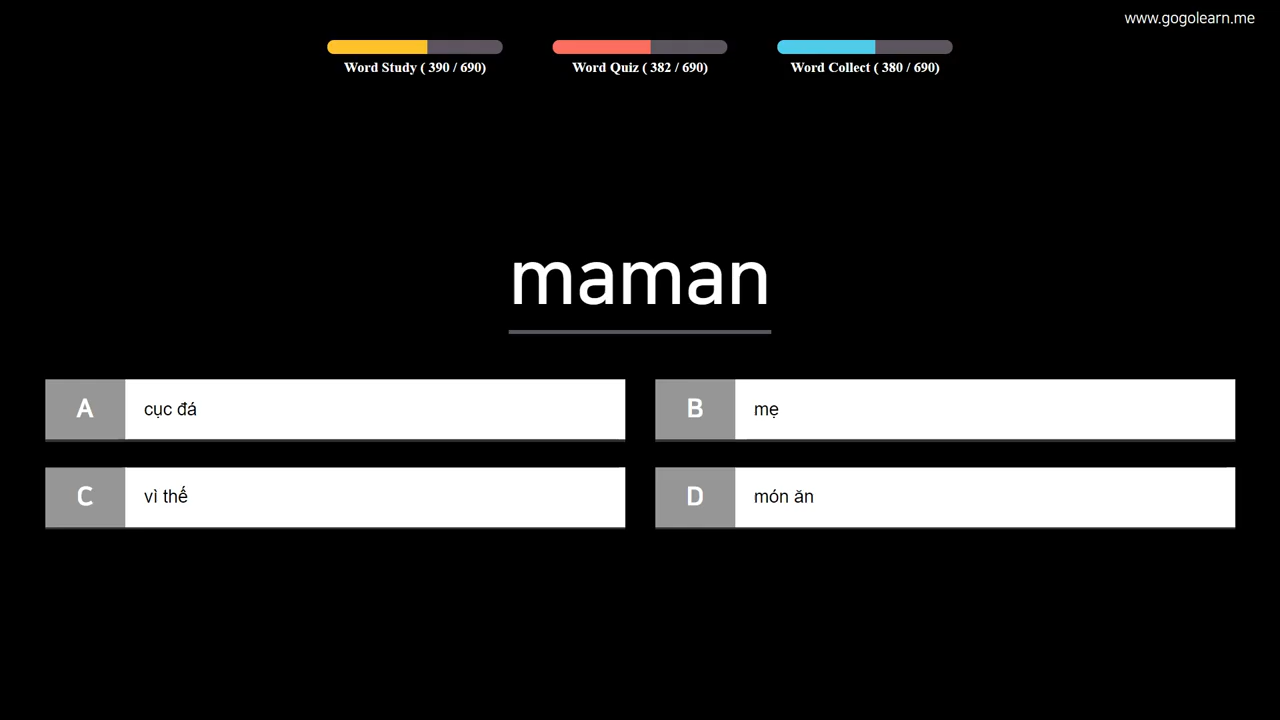 www.gogolearn.me
Word Study ( 390 / 690)
Word Quiz ( 382 / 690)
Word Collect ( 380 / 690)
maman
A cục đá
B mẹ
C vì thế
D món ăn